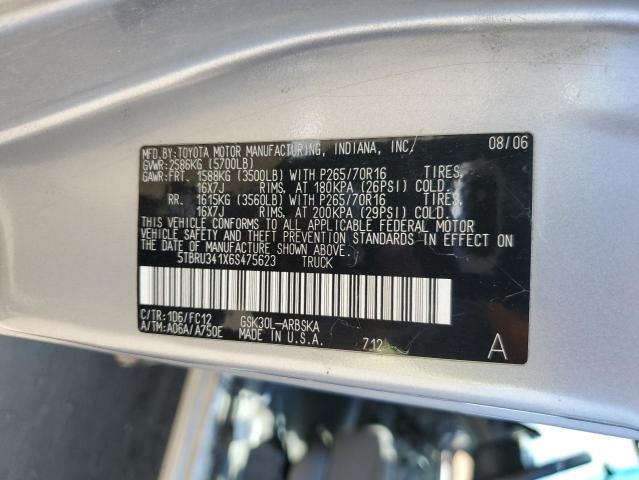 MFD.BY:TOYOTA MOTOR MANUFACTURING, INDIANA, INC. 08/06
GVWR:2586KG (5700LB)
GAWR:FRT. 1588KG (3500LB) WITH P265/70R16 TIRES,
16X7J RIMS, AT 180KPA (26PSI) COLD.
RR. 1615KG (3560LB) WITH P265/70R16 TIRES,
16X7J RIMS, AT 200KPA (29PSI) COLD.
THIS VEHICLE CONFORMS TO ALL APPLICABLE FEDERAL MOTOR
VEHICLE SAFETY AND THEFT PREVENTION STANDARDS IN EFFECT ON
THE DATE OF MANUFACTURE SHOWN ABOVE.
5TBRU341X6S475623 TRUCK
C/TR:1D6/FC12 GSK30L-ARBSKA
A/TM:A06A/A750E MADE IN U.S.A. 712 A